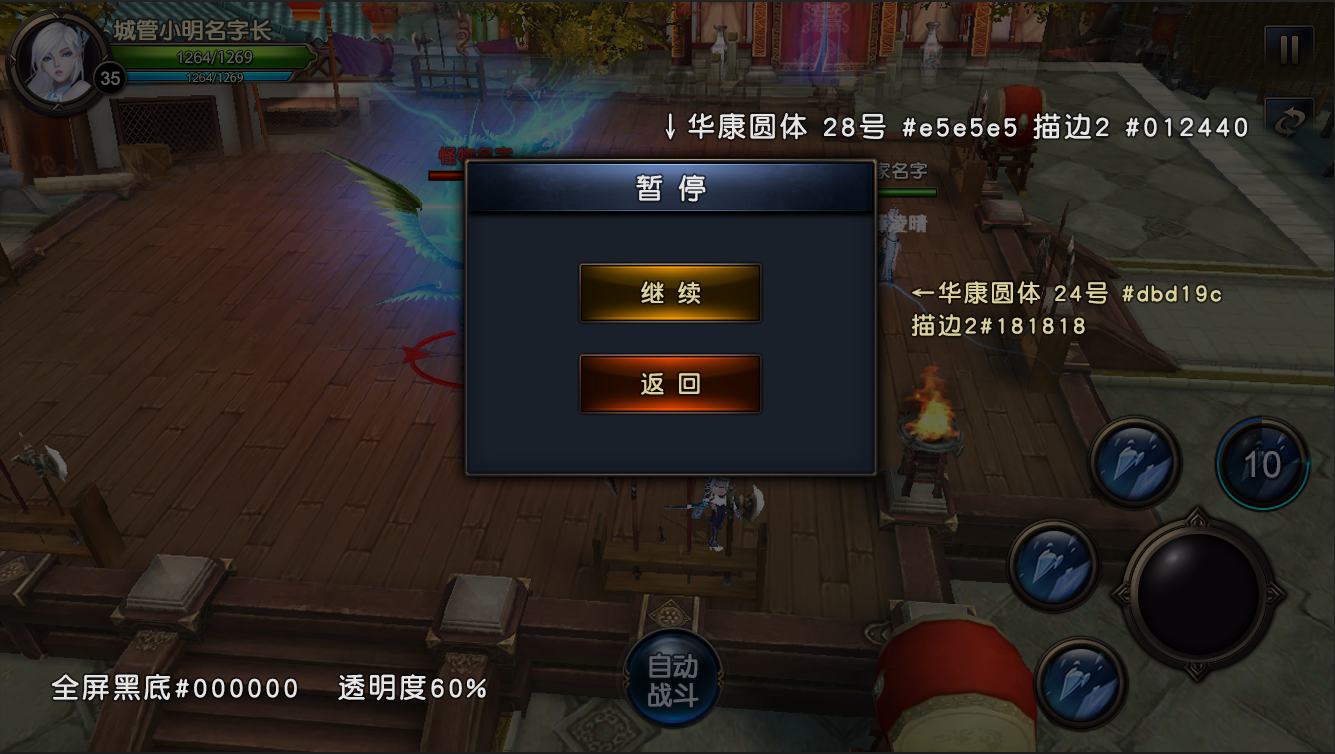 城管小明名字长
1264/1269
35
1264/1269
↓华康圆体 28号 #e5e5e5 描边2 #012440
家名字
暂 停
继 续
←华康圆体 24号 #dbd19c
描边2#181818
返 回
10
自动
战斗
全屏黑底#000000 透明度60%